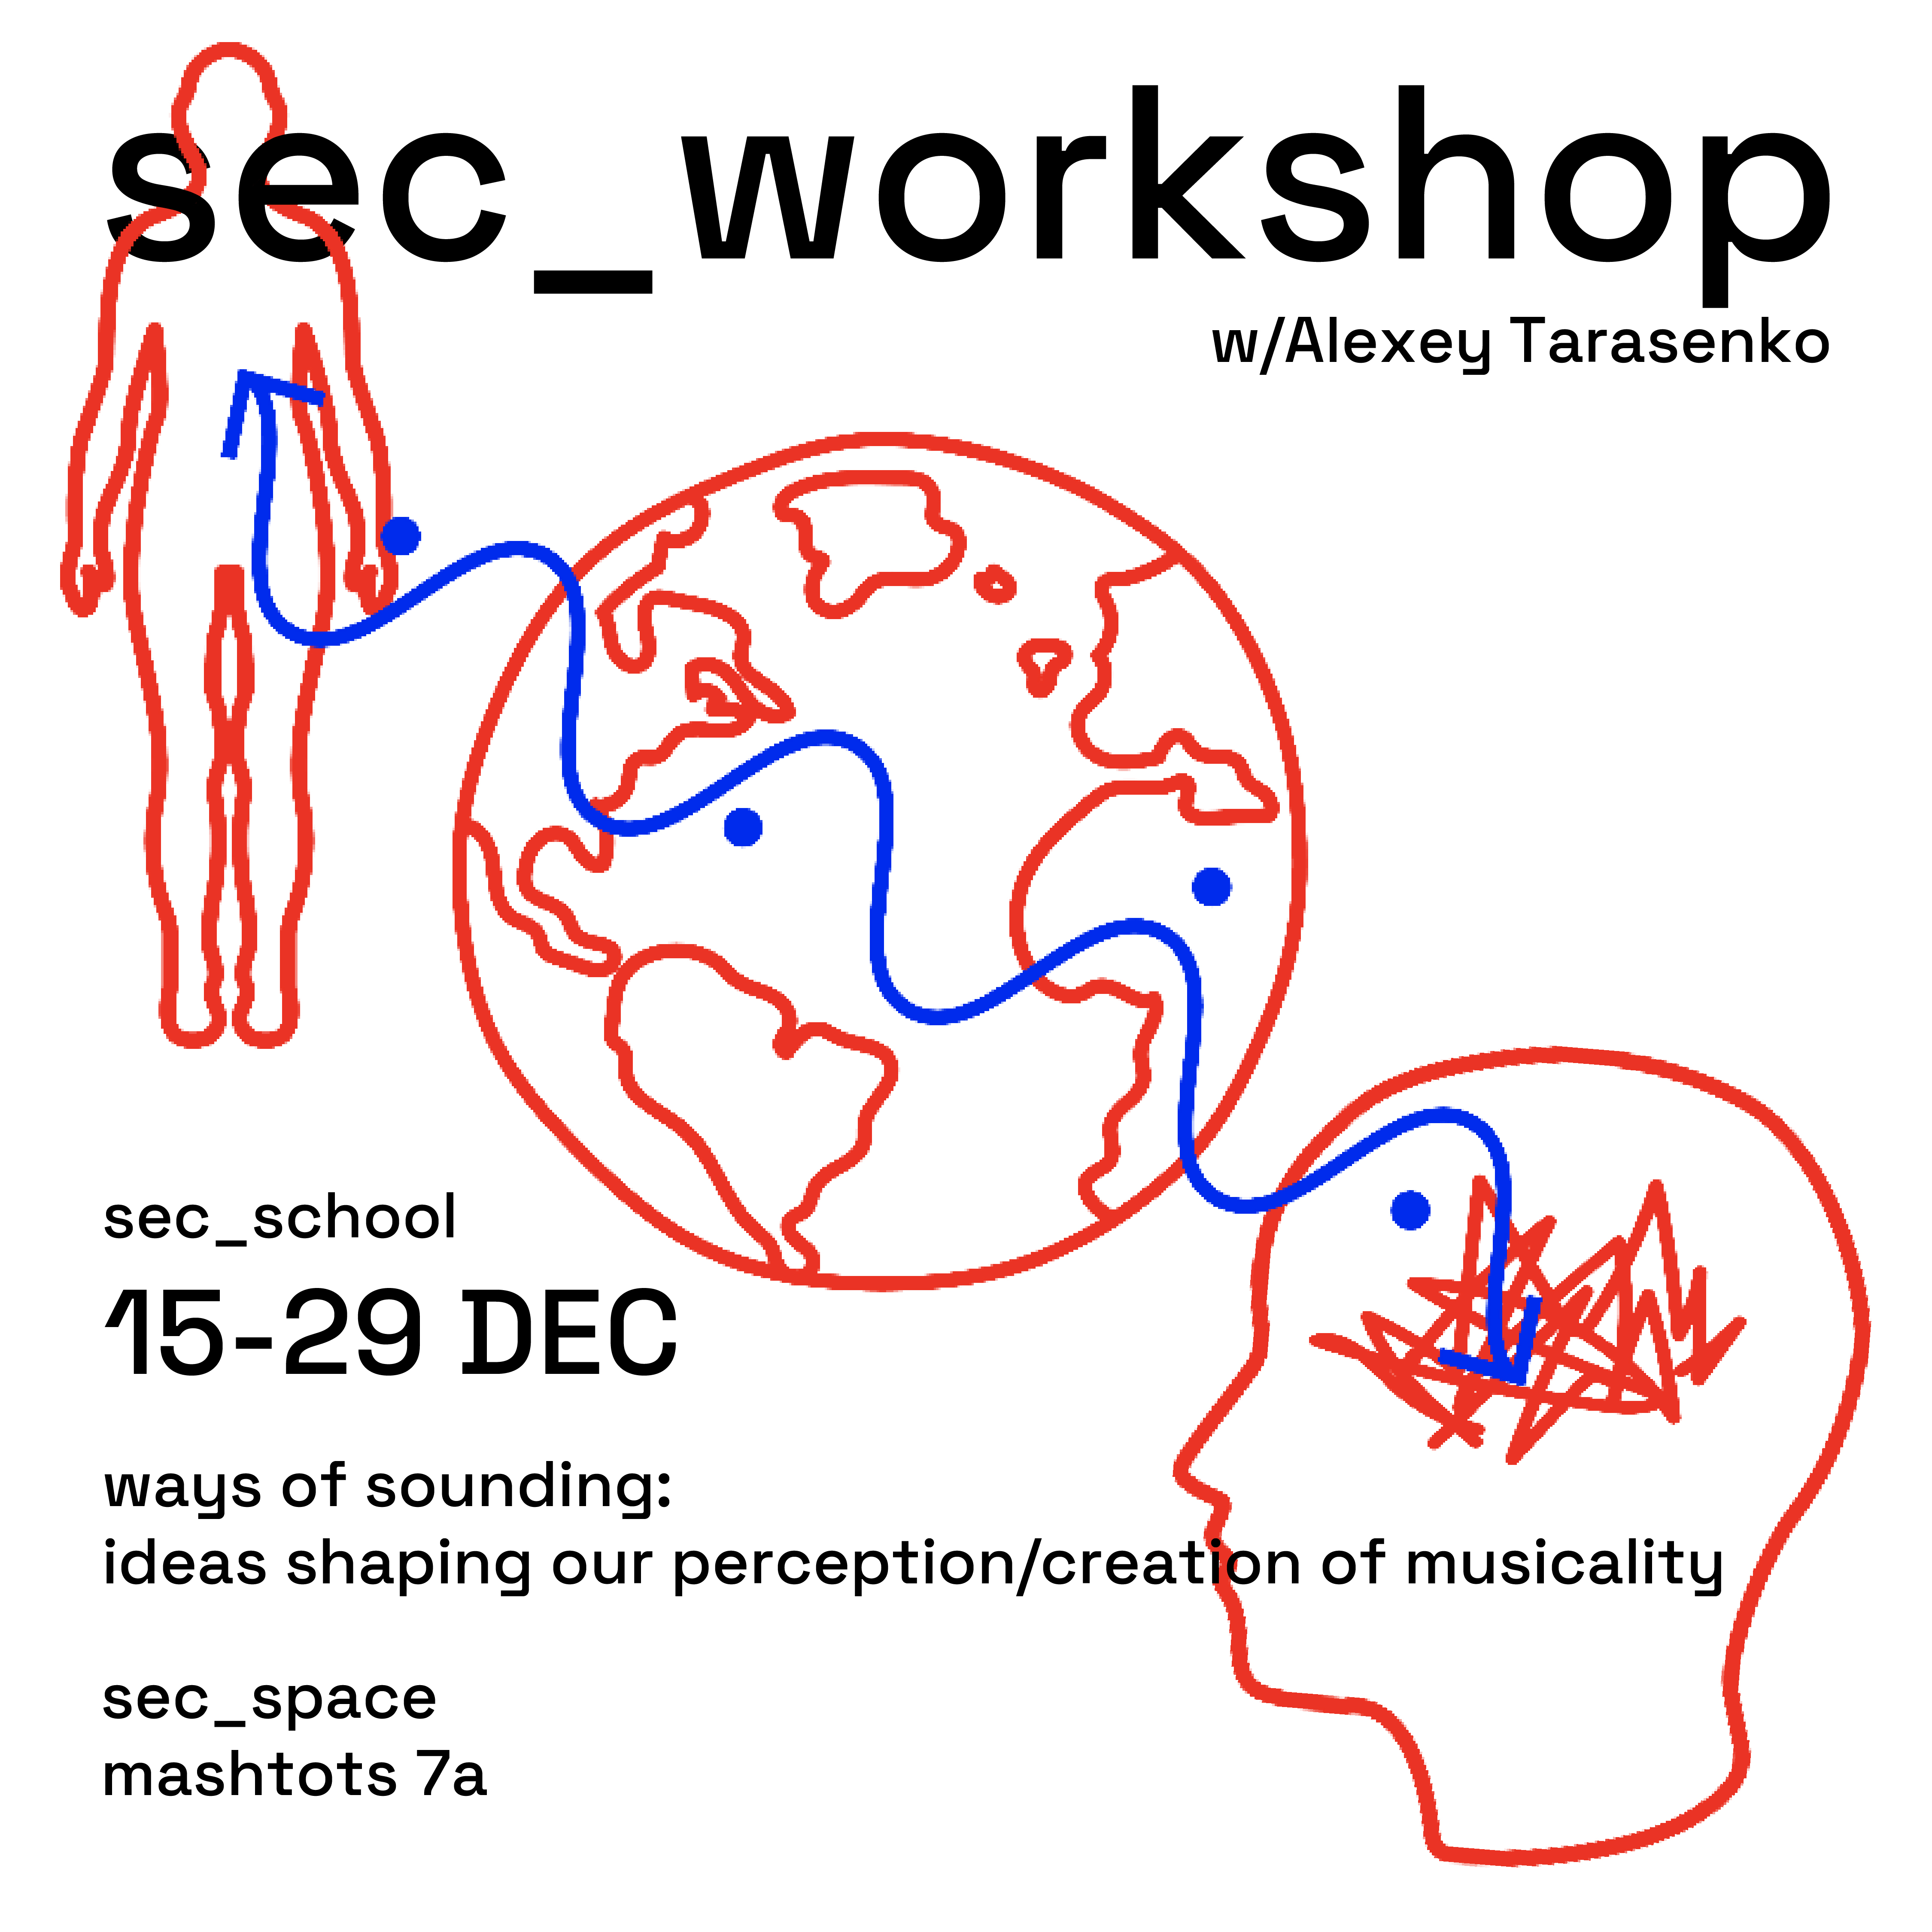 sec_workshop
w/Alexey Tarasenko
sec_school
15-29 DEC
ways of sounding:
ideas shaping our perception/creation of musicality
sec_space
mashtots 7a